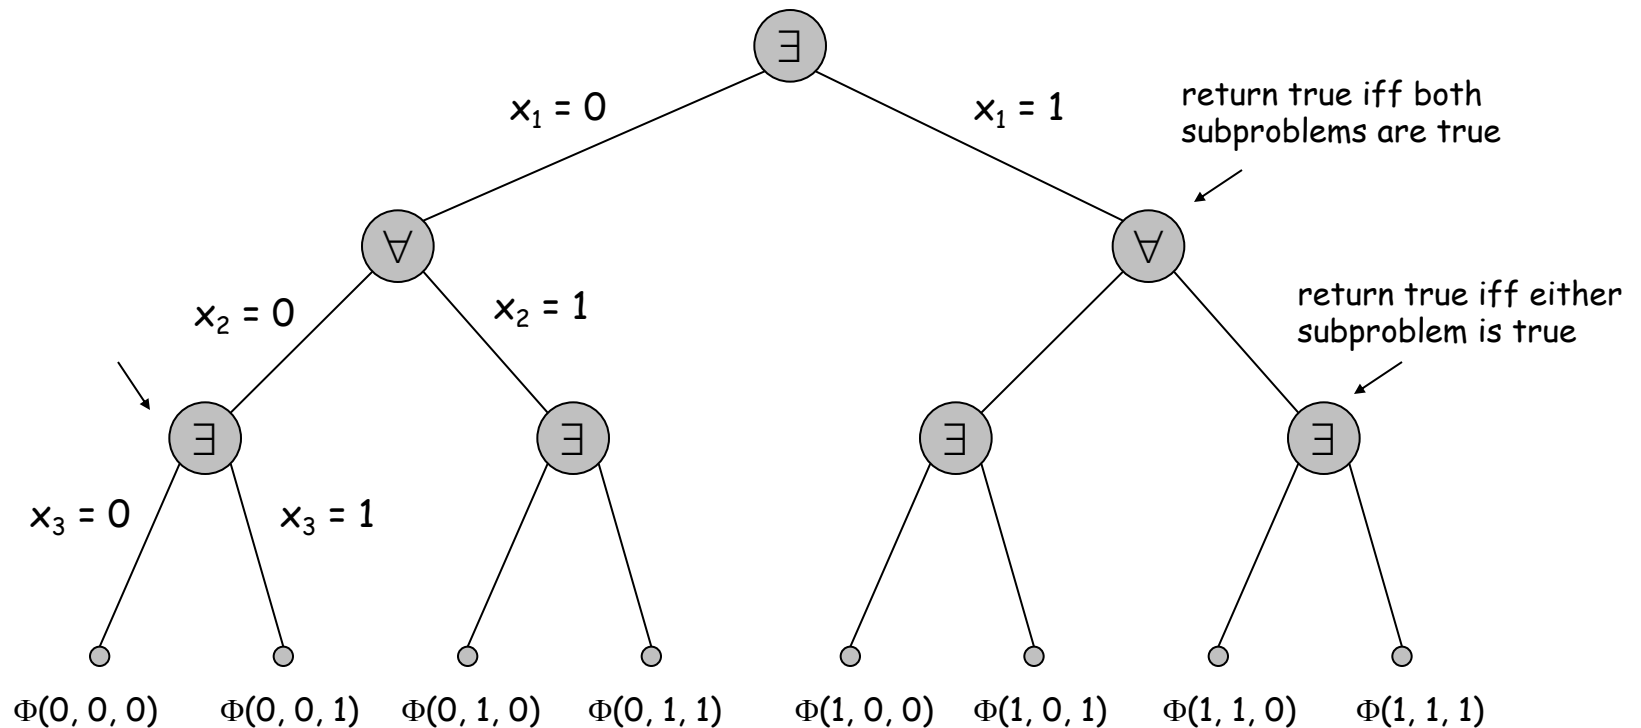 ∃
x₁ = 0
x₁ = 1
return true iff both
subproblems are true
∀
∀
x₂ = 0
x₂ = 1
return true iff either
subproblem is true
∃
∃
∃
∃
x₃ = 0
x₃ = 1
Φ(0, 0, 0) Φ(0, 0, 1) Φ(0, 1, 0) Φ(0, 1, 1) Φ(1, 0, 0) Φ(1, 0, 1) Φ(1, 1, 0) Φ(1, 1, 1)